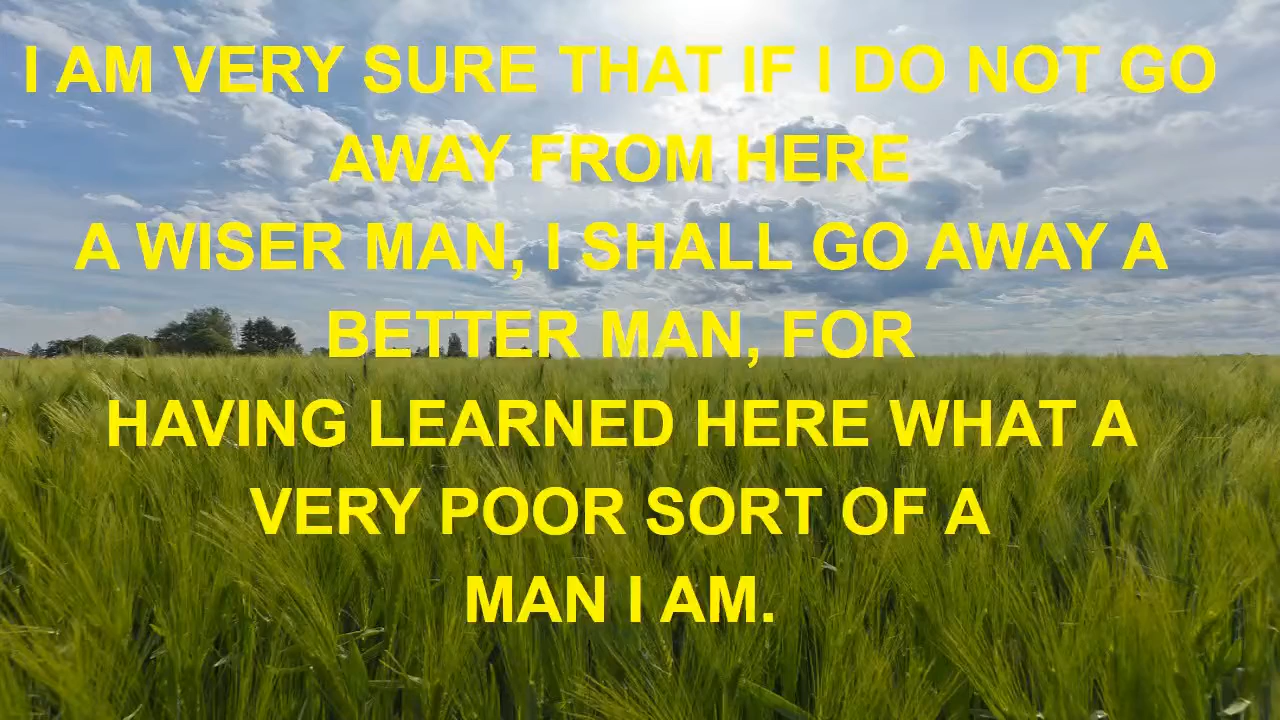 I AM VERY SURE THAT IF I DO NOT GO
AWAY FROM HERE
A WISER MAN, I SHALL GO AWAY A
BETTER MAN, FOR
HAVING LEARNED HERE WHAT A
VERY POOR SORT OF A
MAN I AM.